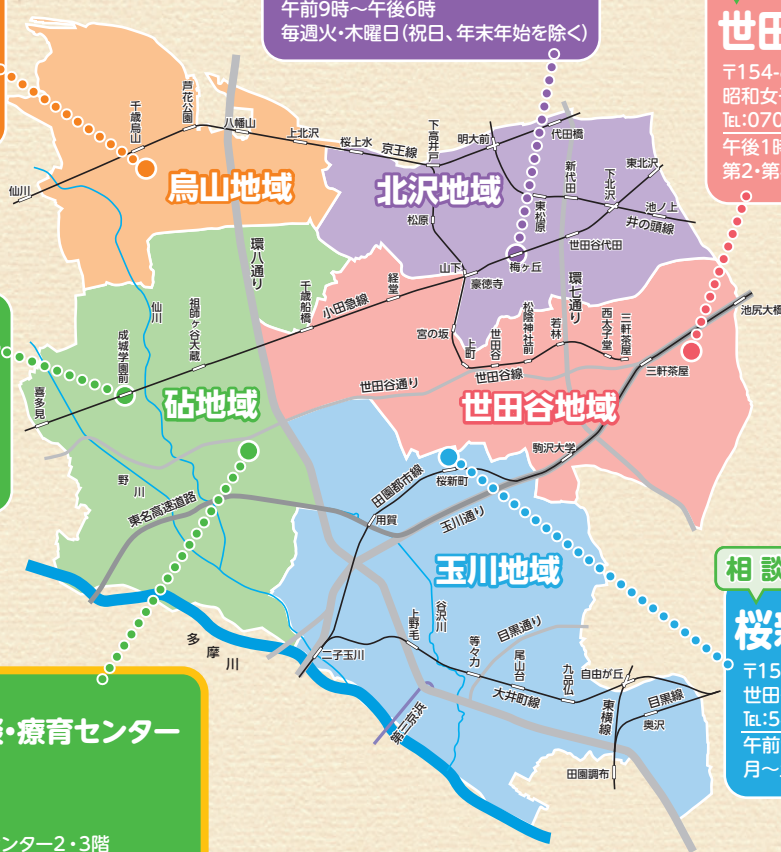 午前9時～午後6時
毎週火・木曜日（祝日、年末年始を除く）
世田
〒154-
昭和女子
℡:070
午後1時
第2・第
千歳烏山
芦花公園
八幡山
上北沢
桜上水
京王線
下高井戸
明大前
代田橋
仙川
烏山地域
北沢地域
新代田
下北沢
東北沢
池ノ上
井の頭線
東松原
松原
世田谷代田
梅ヶ丘
山下
豪徳寺
環八通り
環七通り
経堂
千歳船橋
小田急線
仙川
祖師ヶ谷大蔵
成城学園前
喜多見
宮の坂
上町
世田谷
松陰神社前
若林
西太子堂
三軒茶屋
池尻大橋
三軒茶屋
世田谷通り
世田谷線
砧地域
世田谷地域
駒沢大学
桜新町
田園都市線
用賀
玉川通り
野川
東名高速道路
玉川地域
多摩川
二子玉川
上野毛
谷沢川
等々力
目黒通り
尾山台
九品仏
自由が丘
大井町線
東横線
目黒線
奥沢
田園調布
第三京浜
相談
桜新
〒15
世田
℡:5
午前
月～
・療育センター
ンター2・3階